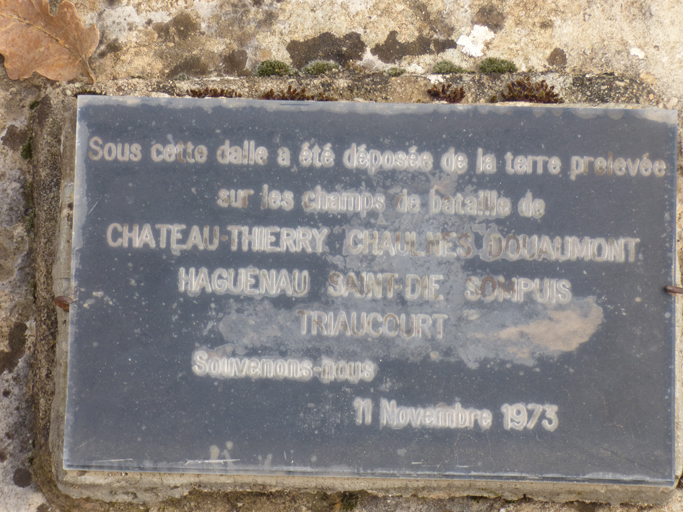 Sous cette dalle a été déposée de la terre prelevée
sur les champs de bataille de
CHATEAU-THIERRY CHAULNES DOUAUMONT
HAGUENAU SAINT-DIE SOMPUIS
TRIAUCOURT
Souvenons-nous
11 Novembre 1973